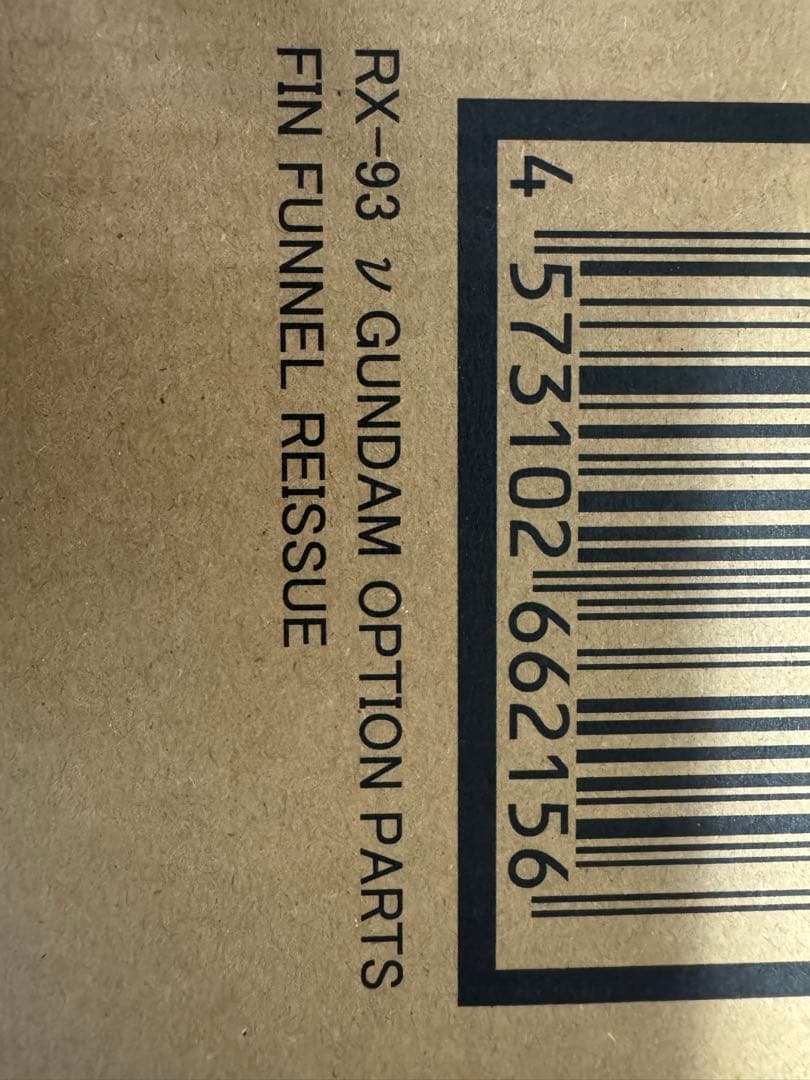 4 573102 662156
RX-93 ν GUNDAM OPTION PARTS
FIN FUNNEL REISSUE